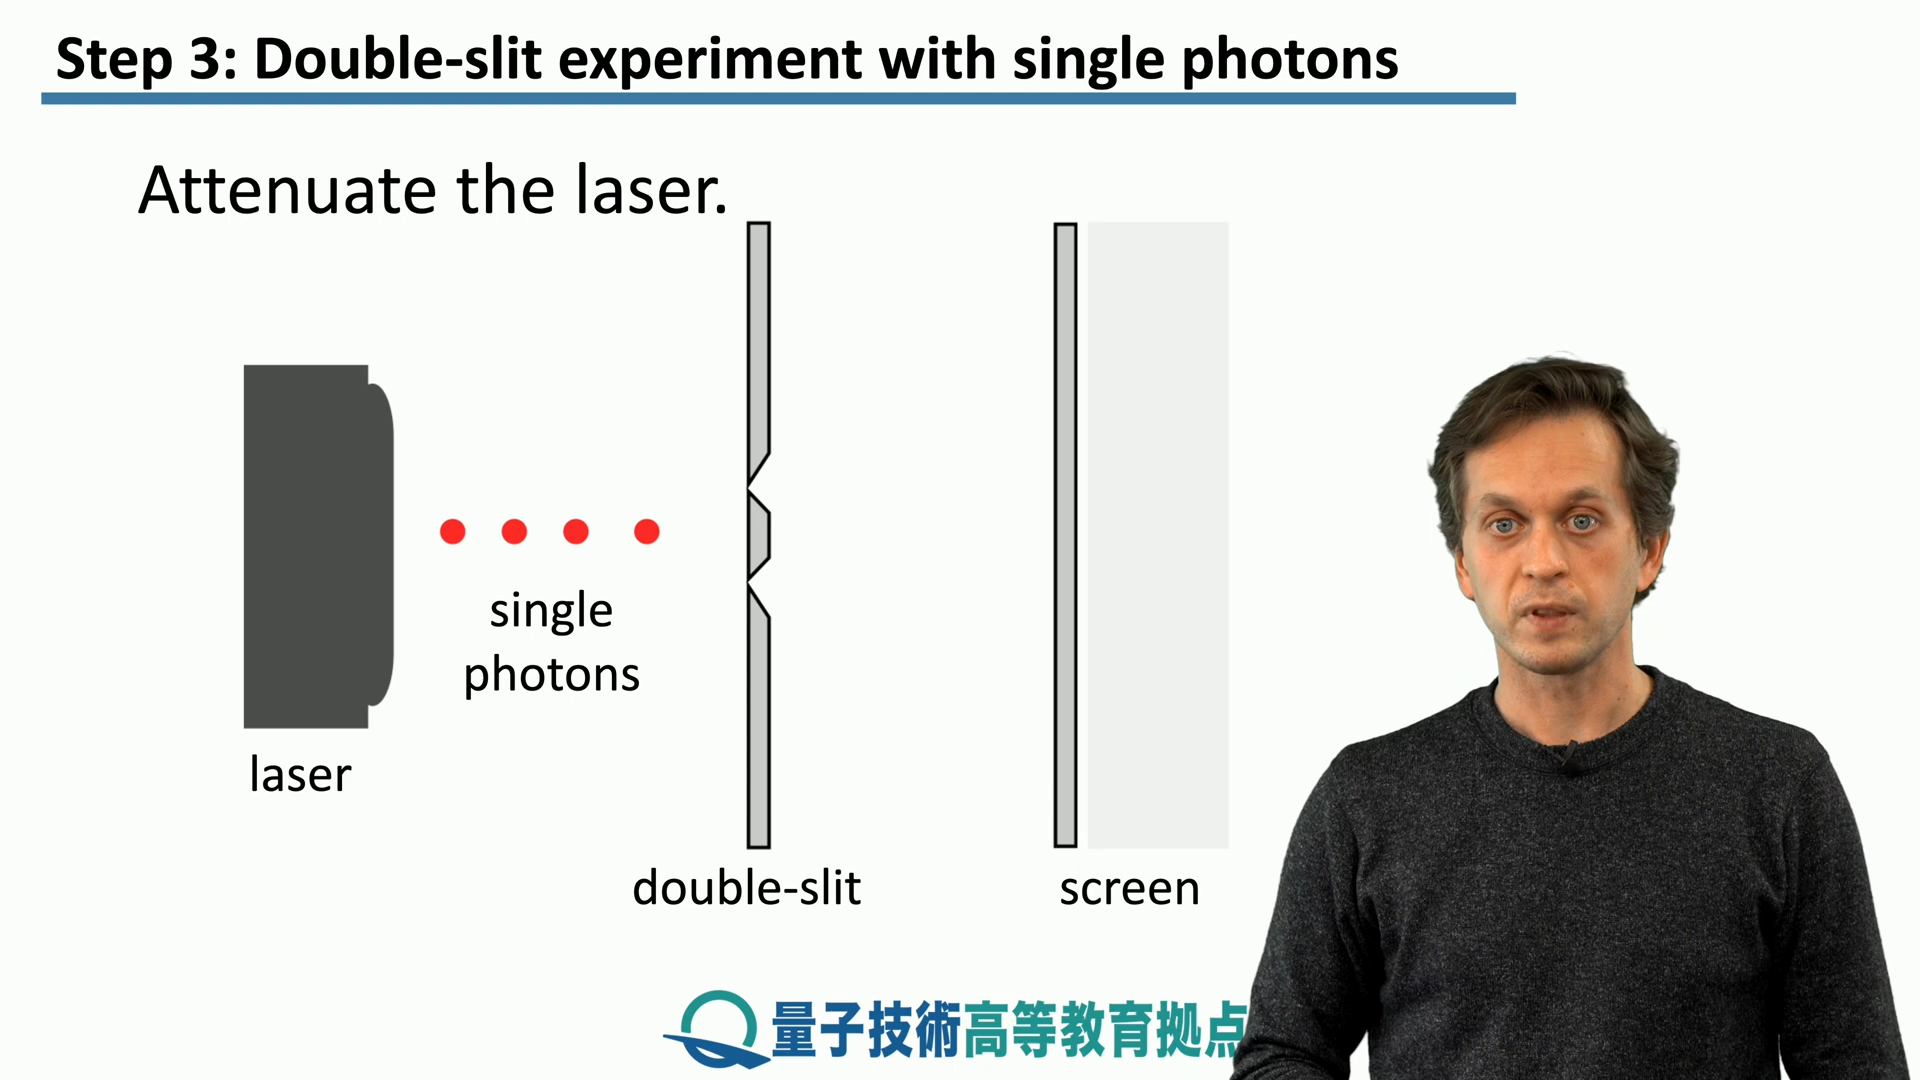 Step 3: Double-slit experiment with single photons
Attenuate the laser.
single
photons
laser
double-slit
screen
量子技術高等教育拠点